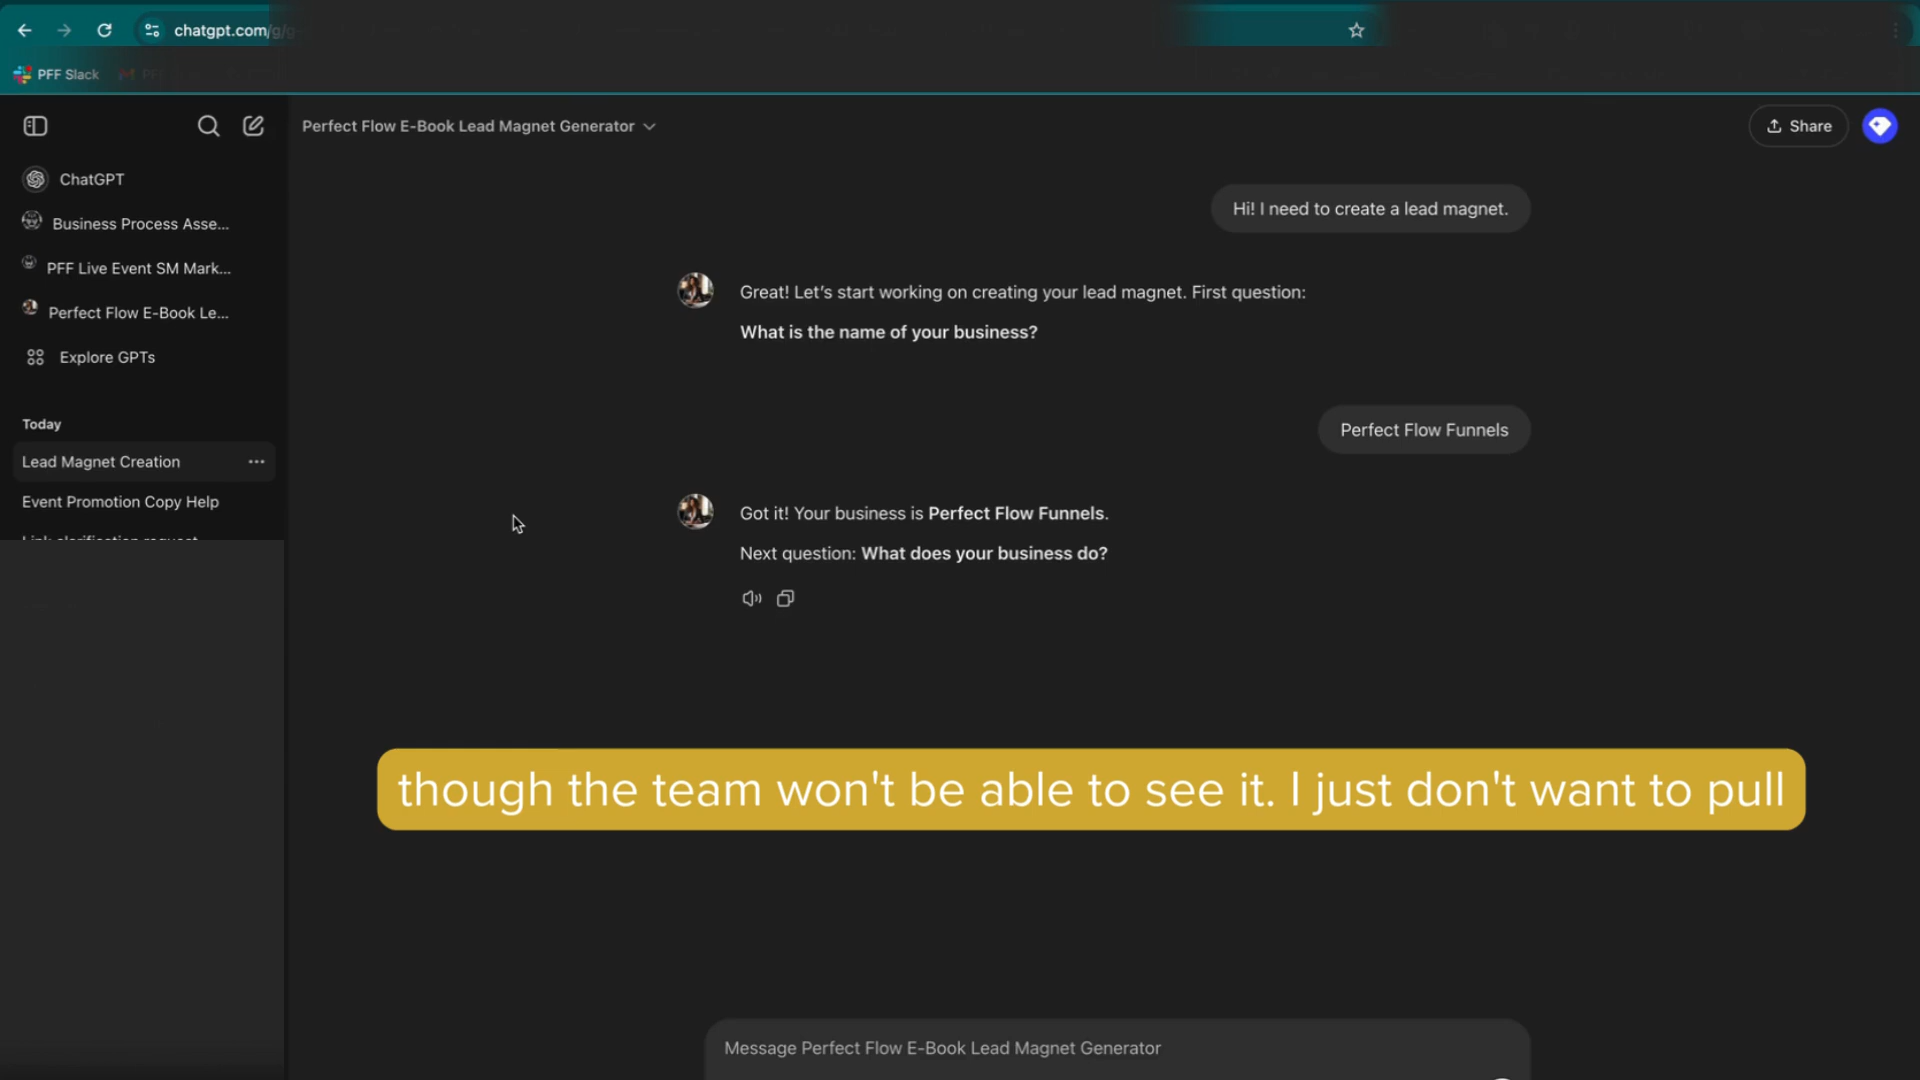 chatgpt.com/g/g-
PFF Slack
Perfect Flow E-Book Lead Magnet Generator
Share
ChatGPT
Business Process Asse...
PFF Live Event SM Mark...
Perfect Flow E-Book Le...
Explore GPTs
Today
Lead Magnet Creation
Event Promotion Copy Help
Link clarification request
Hi! I need to create a lead magnet.
Great! Let's start working on creating your lead magnet. First question:
What is the name of your business?
Perfect Flow Funnels
Got it! Your business is Perfect Flow Funnels.
Next question: What does your business do?
though the team won't be able to see it. I just don't want to pull
Message Perfect Flow E-Book Lead Magnet Generator